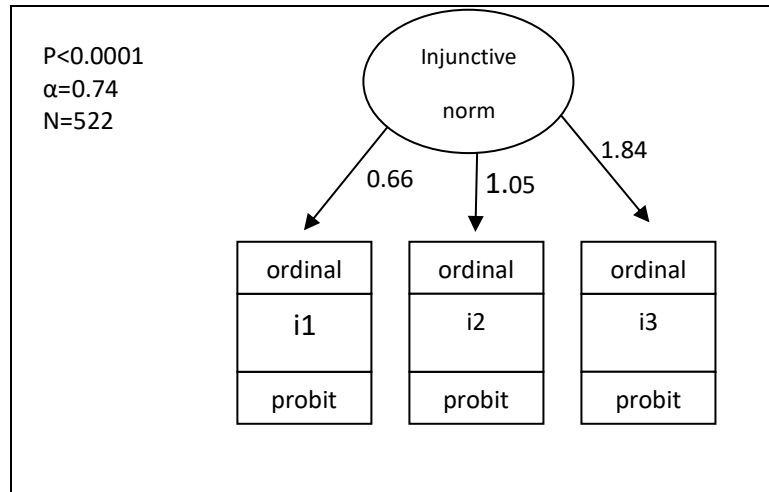 P<0.0001
α=0.74
N=522
Injunctive
norm
0.66
1.05
1.84
ordinal
i1
probit
ordinal
i2
probit
ordinal
i3
probit